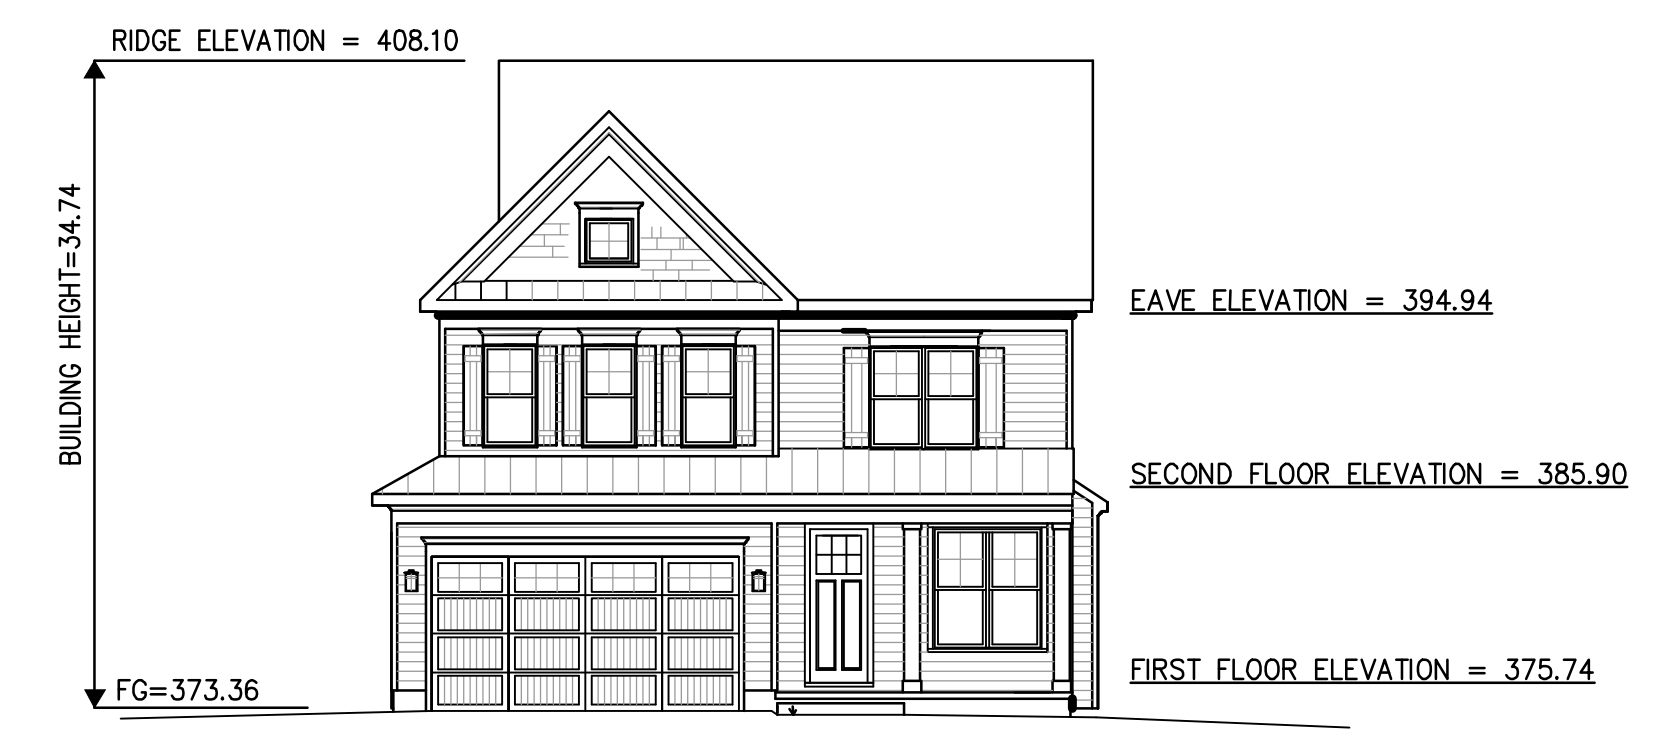 RIDGE ELEVATION = 408.10
BUILDING HEIGHT=34.74
EAVE ELEVATION = 394.94
SECOND FLOOR ELEVATION = 385.90
FIRST FLOOR ELEVATION = 375.74
FG=373.36